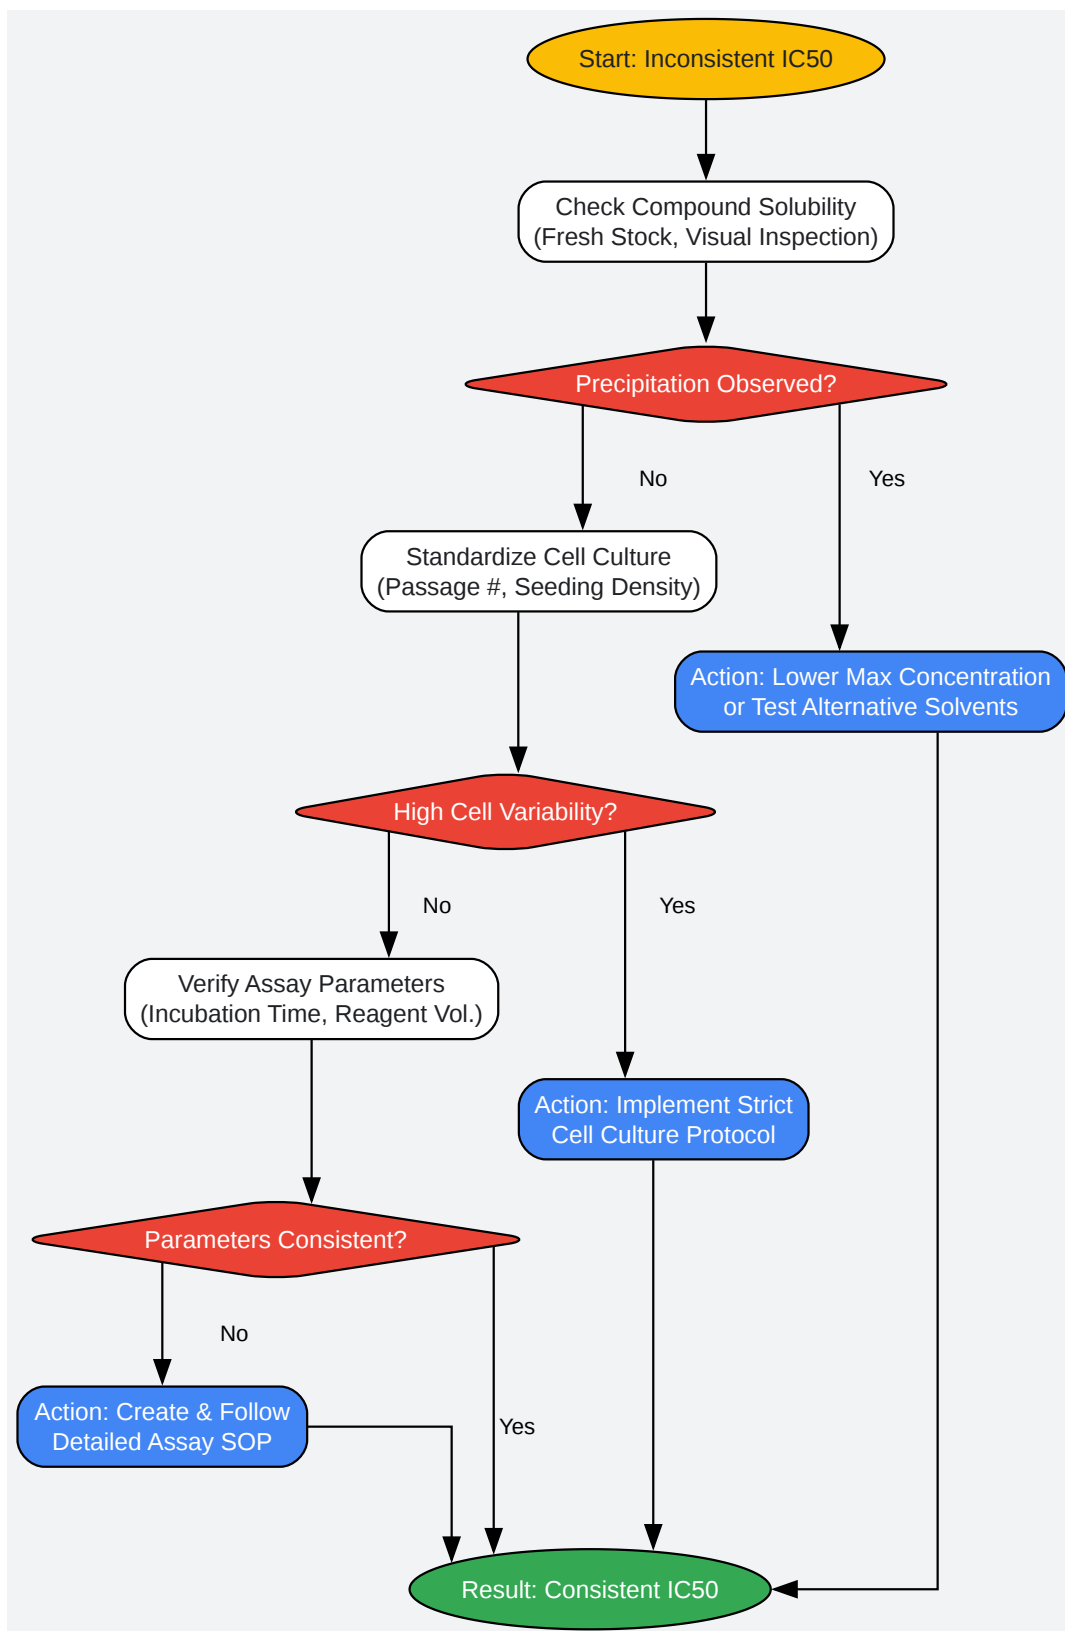 Start: Inconsistent IC50
Check Compound Solubility
(Fresh Stock, Visual Inspection)
Precipitation Observed?
No
Yes
Standardize Cell Culture
(Passage #, Seeding Density)
Action: Lower Max Concentration
or Test Alternative Solvents
High Cell Variability?
No
Yes
Verify Assay Parameters
(Incubation Time, Reagent Vol.)
Action: Implement Strict
Cell Culture Protocol
Parameters Consistent?
No
Action: Create & Follow
Detailed Assay SOP
Yes
Result: Consistent IC50